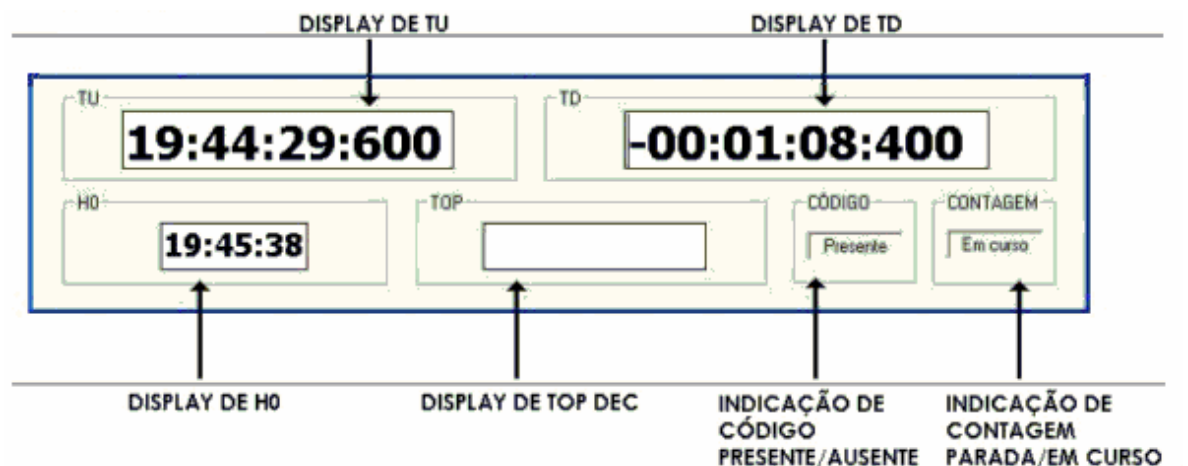 DISPLAY DE TU
DISPLAY DE TD
TU
TD
19:44:29:600
-00:01:08:400
H0
TOP
CÓDIGO
CONTAGEM
19:45:38
Presente
Em curso
DISPLAY DE H0
DISPLAY DE TOP DEC
INDICAÇÃO DE
CÓDIGO
PRESENTE/AUSENTE
INDICAÇÃO DE
CONTAGEM
PARADA/EM CURSO